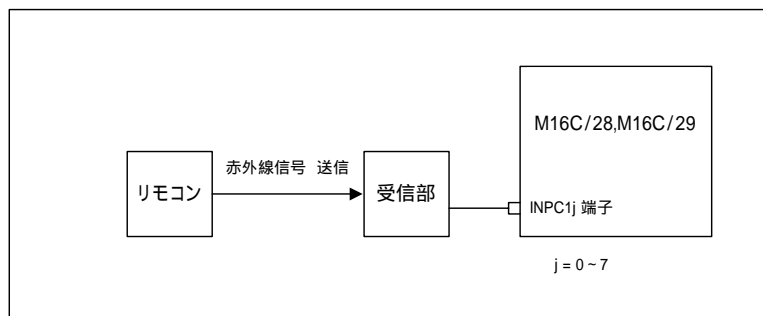 M16C/28,M16C/29
赤外線信号 送信
リモコン
受信部
INPC1j 端子
j = 0 ~ 7